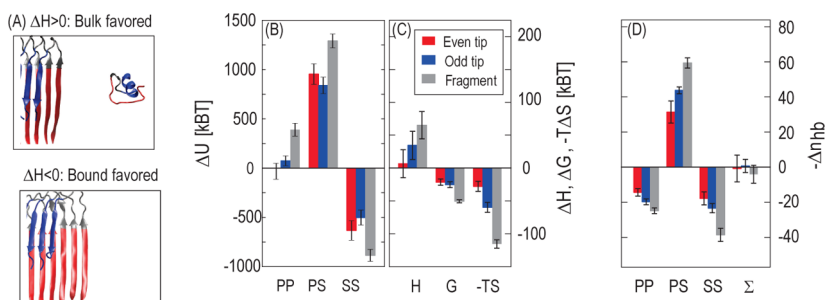 (A) ΔH>0: Bulk favored
ΔH<0: Bound favored
(B)
ΔU [kBT]
1500
1000
500
0
-500
-1000
PP PS SS
(C)
Even tip
Odd tip
Fragment
H G -TS
200
100
0
-100
ΔH, ΔG , -TΔS [kBT]
(D)
PP PS SS Σ
80
60
40
20
0
-20
-40
-Δnhb